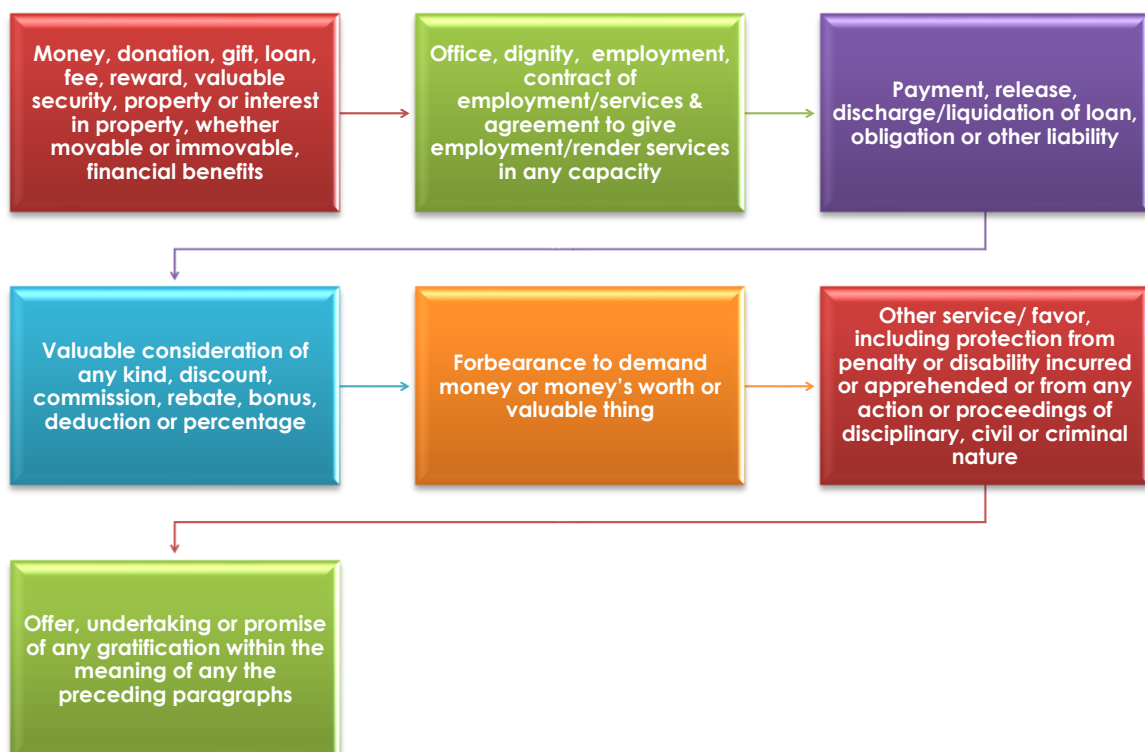 Money, donation, gift, loan,
fee, reward, valuable
security, property or interest
in property, whether
movable or immovable,
financial benefits
Office, dignity, employment,
contract of
employment/services &
agreement to give
employment/render services
in any capacity
Payment, release,
discharge/liquidation of loan,
obligation or other liability
Valuable consideration of
any kind, discount,
commission, rebate, bonus,
deduction or percentage
Forbearance to demand
money or money’s worth or
valuable thing
Other service/ favor,
including protection from
penalty or disability incurred
or apprehended or from any
action or proceedings of
disciplinary, civil or criminal
nature
Offer, undertaking or promise
of any gratification within the
meaning of any the
preceding paragraphs